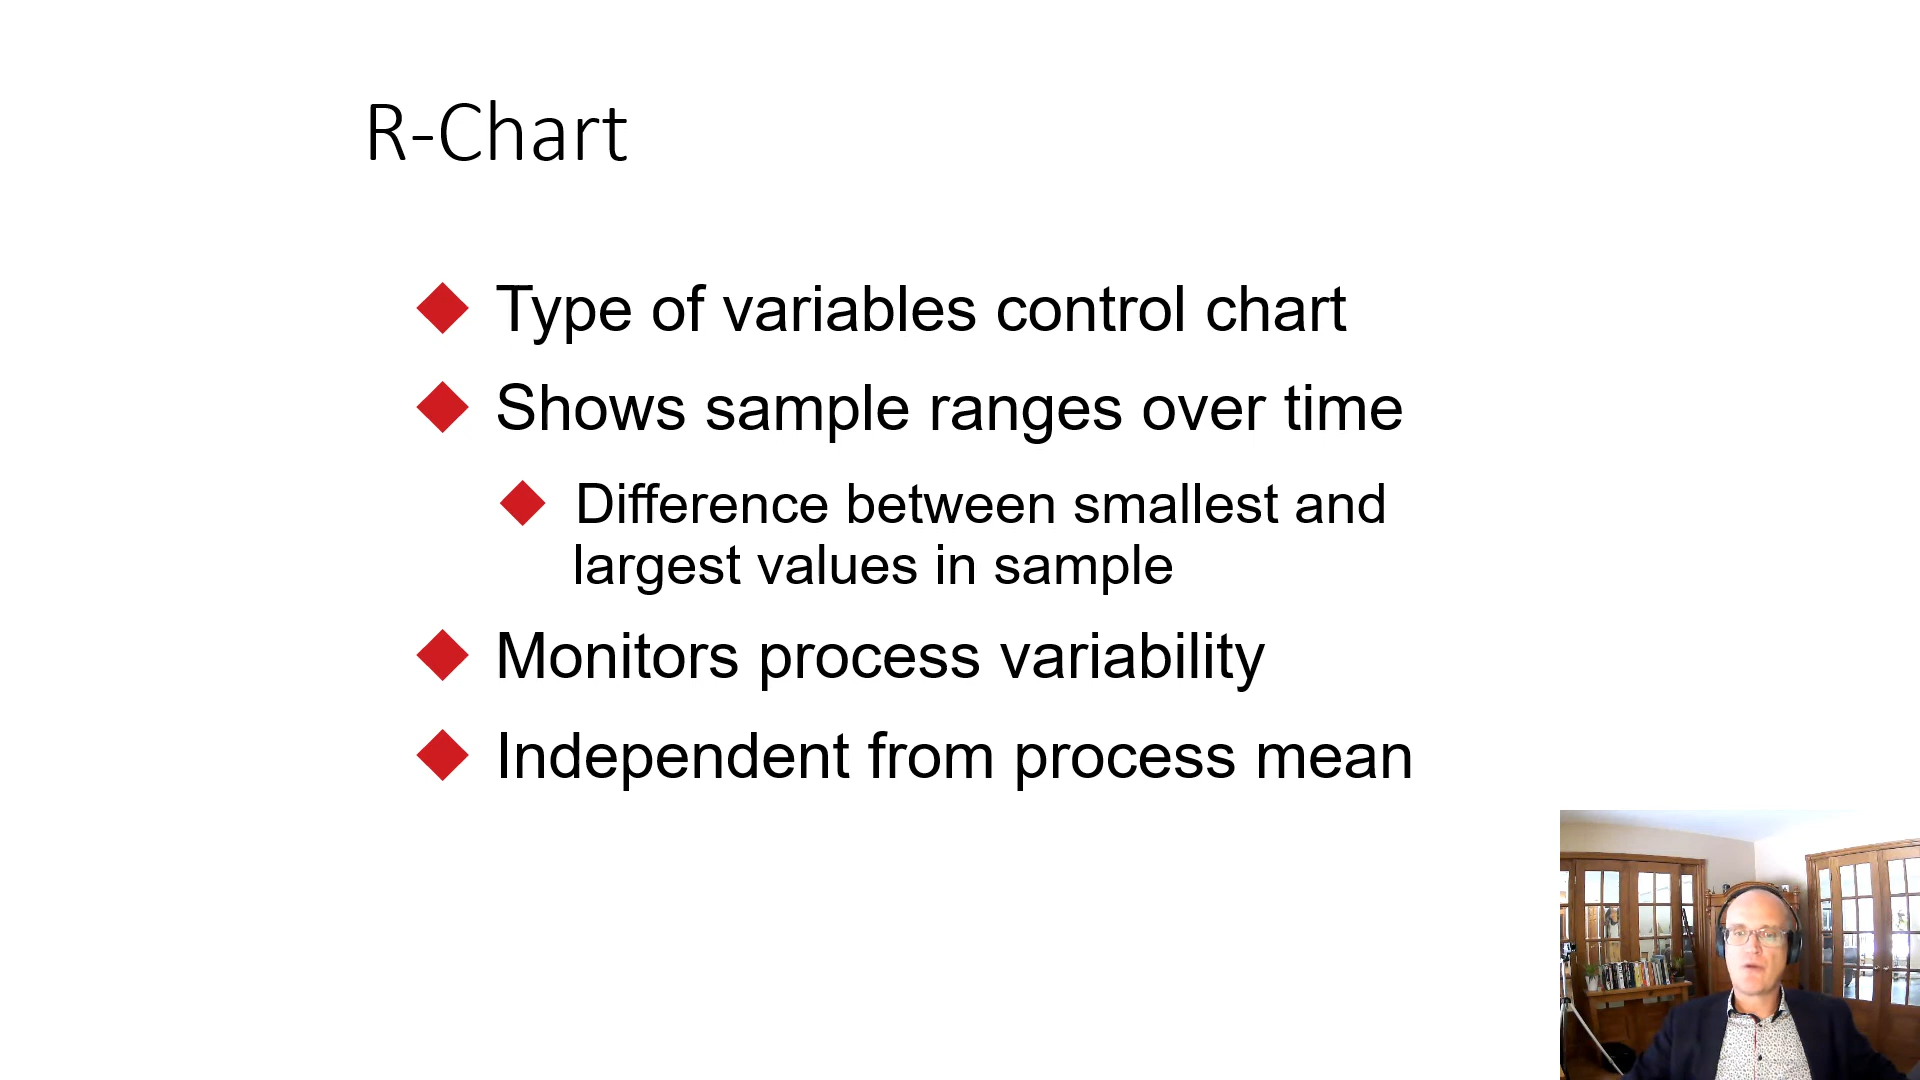 R-Chart
Type of variables control chart
Shows sample ranges over time
Difference between smallest and
largest values in sample
Monitors process variability
Independent from process mean